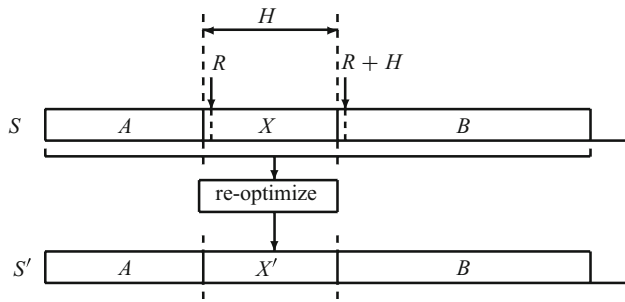 H
R R + H
S A X B
re-optimize
S′ A X′ B